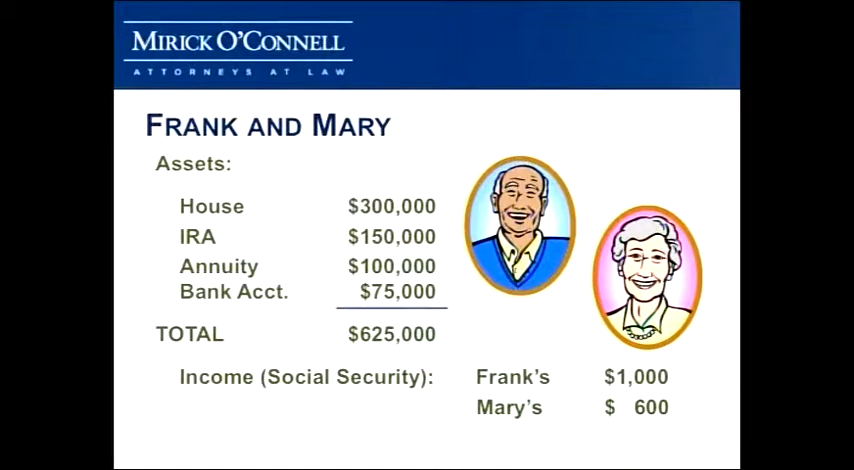 MIRICK O'CONNELL
ATTORNEYS AT LAW
FRANK AND MARY
Assets:
House $300,000
IRA $150,000
Annuity $100,000
Bank Acct. $75,000
TOTAL $625,000
Income (Social Security): Frank's $1,000
Mary's $ 600